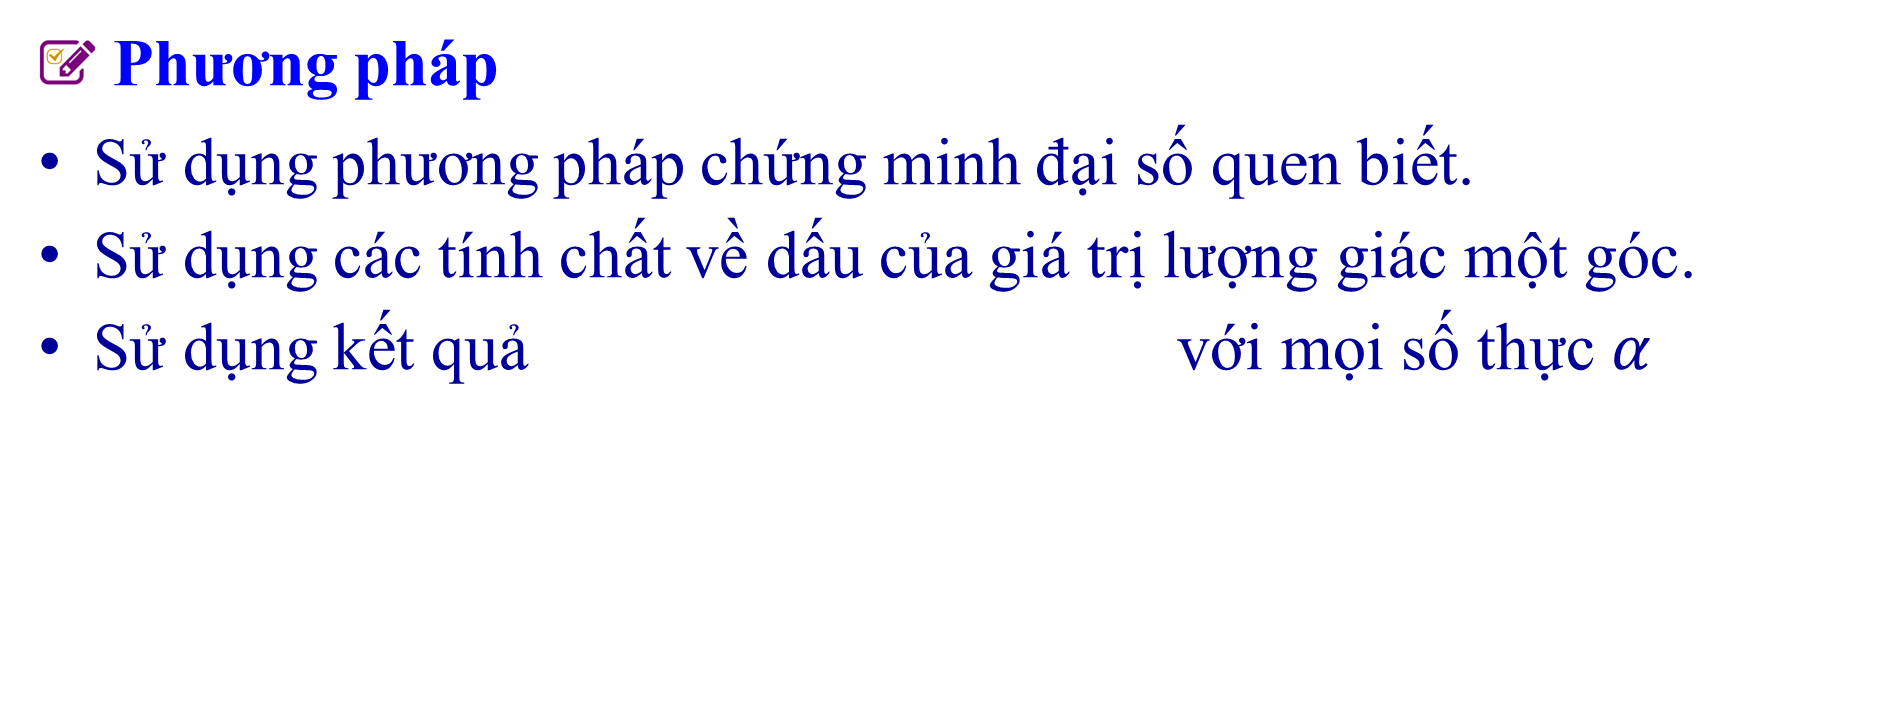 Phương pháp
• Sử dụng phương pháp chứng minh đại số quen biết.
• Sử dụng các tính chất về dấu của giá trị lượng giác một góc.
• Sử dụng kết quả với mọi số thực α